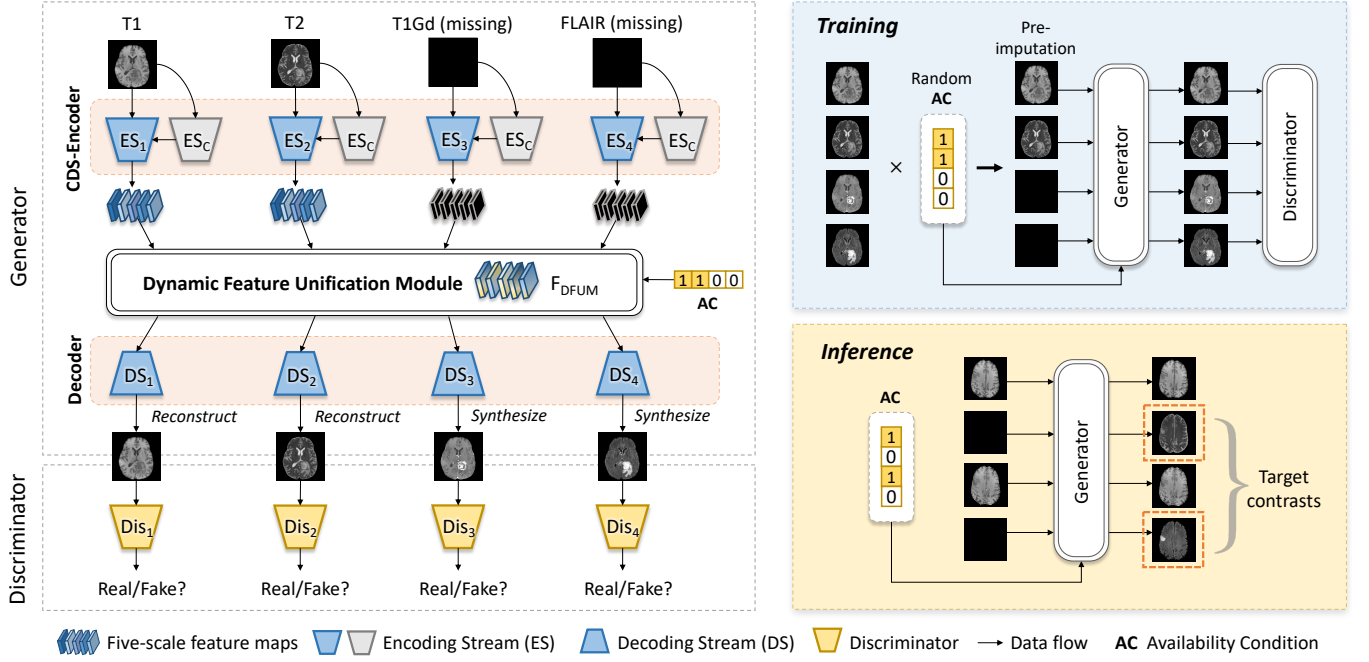 T1
T2
T1Gd (missing)
FLAIR (missing)
Generator
CDS-Encoder
ES1
ESC
ES2
ESC
ES3
ESC
ES4
ESC
Dynamic Feature Unification Module
FDFUM
1 1 0 0
AC
Decoder
DS1
DS2
DS3
DS4
Reconstruct
Reconstruct
Synthesize
Synthesize
Discriminator
Dis1
Dis2
Dis3
Dis4
Real/Fake?
Real/Fake?
Real/Fake?
Real/Fake?
Training
Pre-
imputation
Random
AC
×
1
1
0
0
Generator
Discriminator
Inference
AC
1
0
1
0
Generator
Target
contrasts
Five-scale feature maps
Encoding Stream (ES)
Decoding Stream (DS)
Discriminator
Data flow
AC Availability Condition